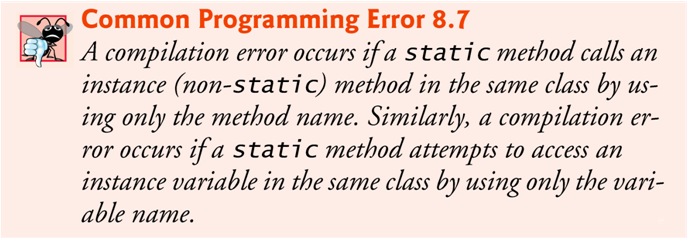 Common Programming Error 8.7
A compilation error occurs if a static method calls an
instance (non-static) method in the same class by us-
ing only the method name. Similarly, a compilation er-
ror occurs if a static method attempts to access an
instance variable in the same class by using only the vari-
able name.